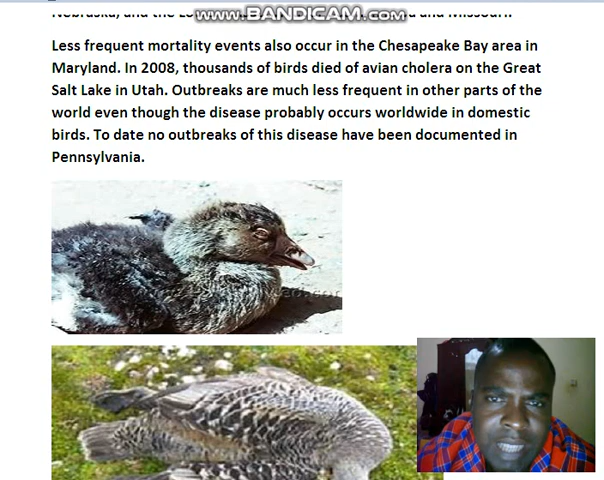 www.BANDICAM.com
Less frequent mortality events also occur in the Chesapeake Bay area in
Maryland. In 2008, thousands of birds died of avian cholera on the Great
Salt Lake in Utah. Outbreaks are much less frequent in other parts of the
world even though the disease probably occurs worldwide in domestic
birds. To date no outbreaks of this disease have been documented in
Pennsylvania.